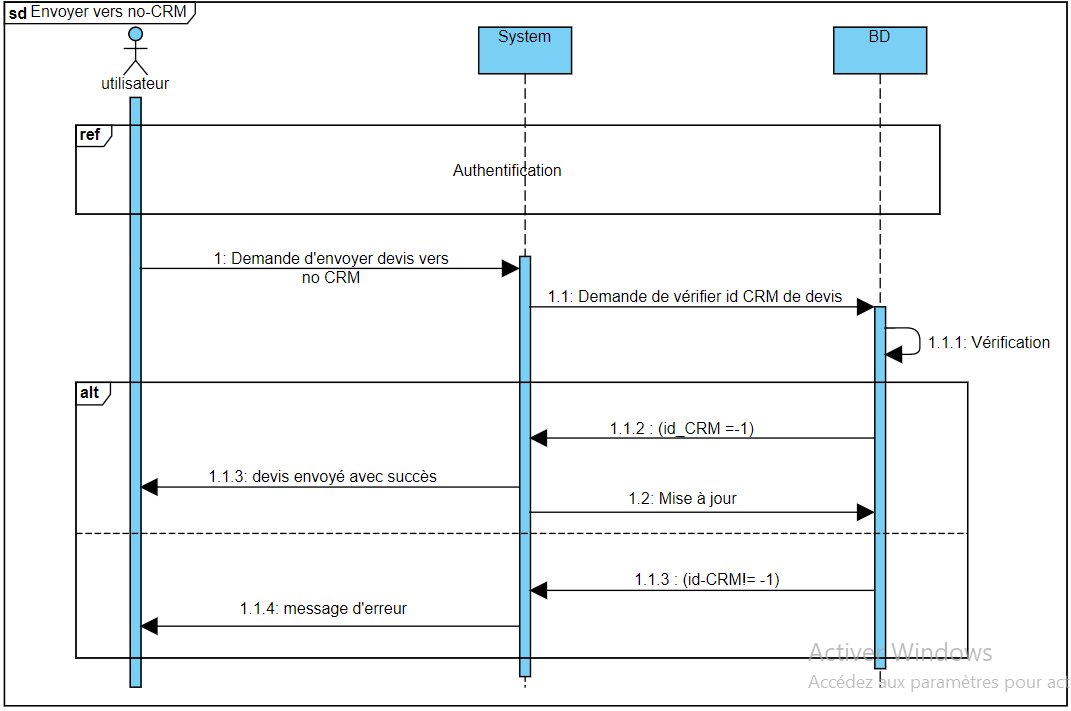 sd Envoyer vers no-CRM
utilisateur
System
BD
ref
Authentification
1: Demande d'envoyer devis vers
no CRM
1.1: Demande de vérifier id CRM de devis
1.1.1: Vérification
alt
1.1.2 : (id_CRM =-1)
1.1.3: devis envoyé avec succès
1.2: Mise à jour
1.1.3 : (id-CRM!= -1)
1.1.4: message d'erreur
Activer Windows
Accédez aux paramètres pour act